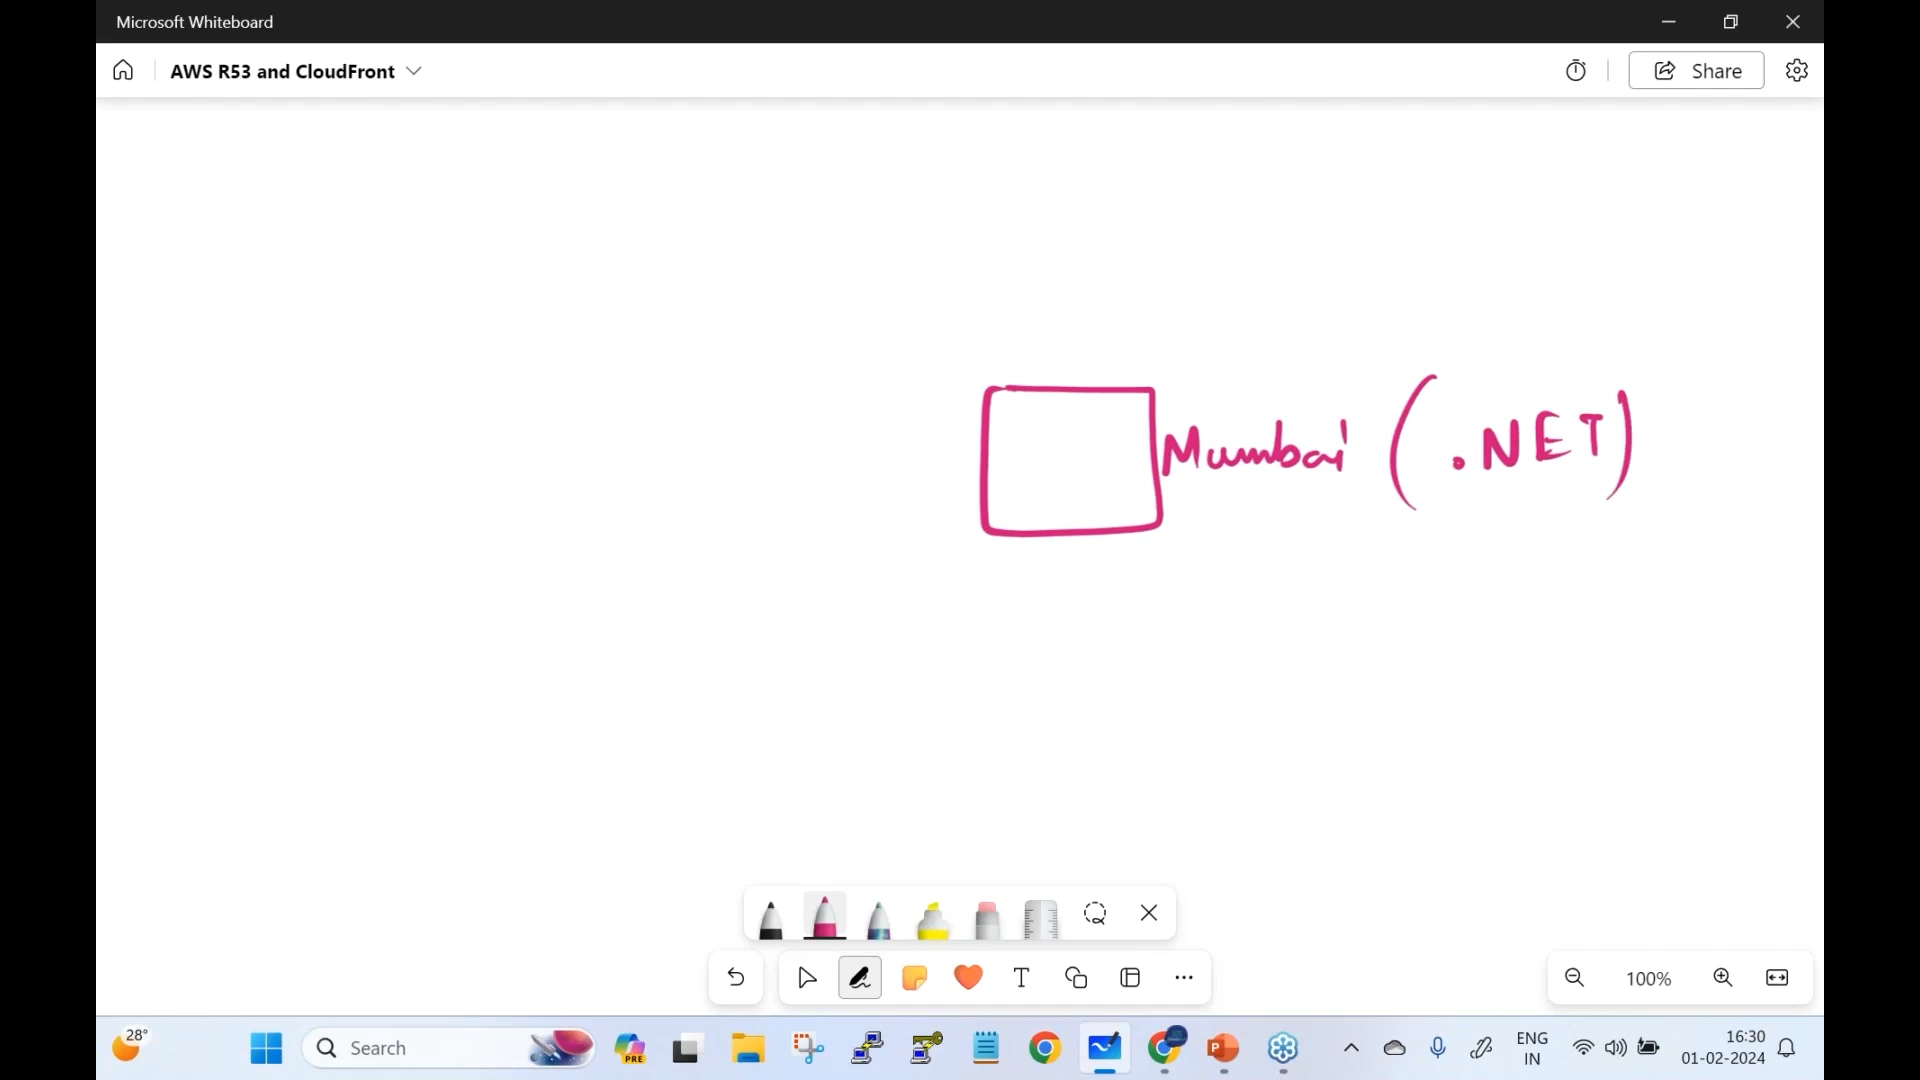 Microsoft Whiteboard
AWS R53 and CloudFront
Share
Mumbai (.NET)
100%
28°
Search
PRE
ENG
IN
16:30
01-02-2024